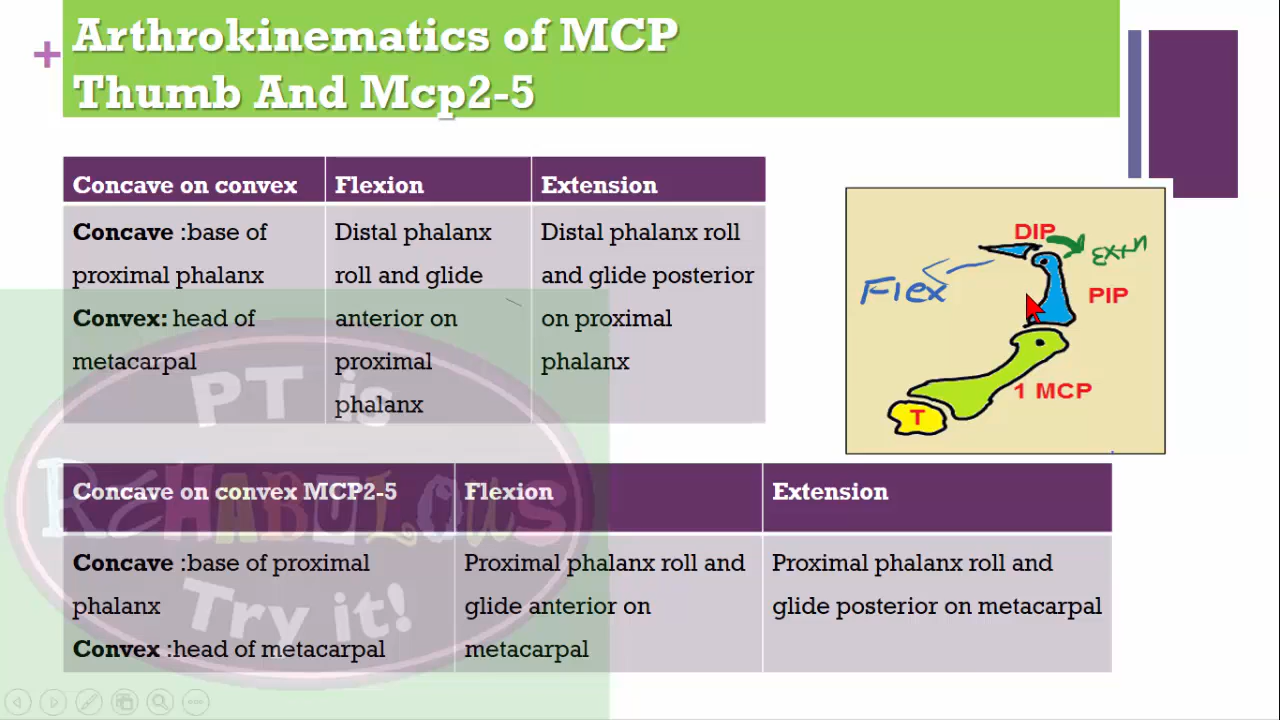 Arthrokinematics of MCP
Thumb And Mcp2-5
Concave on convex
Flexion
Extension
Concave :base of
proximal phalanx
Convex: head of
metacarpal
Distal phalanx
roll and glide
anterior on
proximal
phalanx
Distal phalanx roll
and glide posterior
on proximal
phalanx
DIP
Extn
Flex
PIP
1 MCP
T
Concave on convex MCP2-5
Flexion
Extension
Concave :base of proximal
phalanx
Convex :head of metacarpal
Proximal phalanx roll and
glide anterior on
metacarpal
Proximal phalanx roll and
glide posterior on metacarpal
PT is
REHABULOUS
Try it!